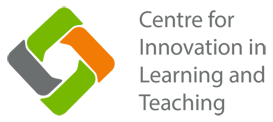 Centre for
Innovation in
Learning and
Teaching